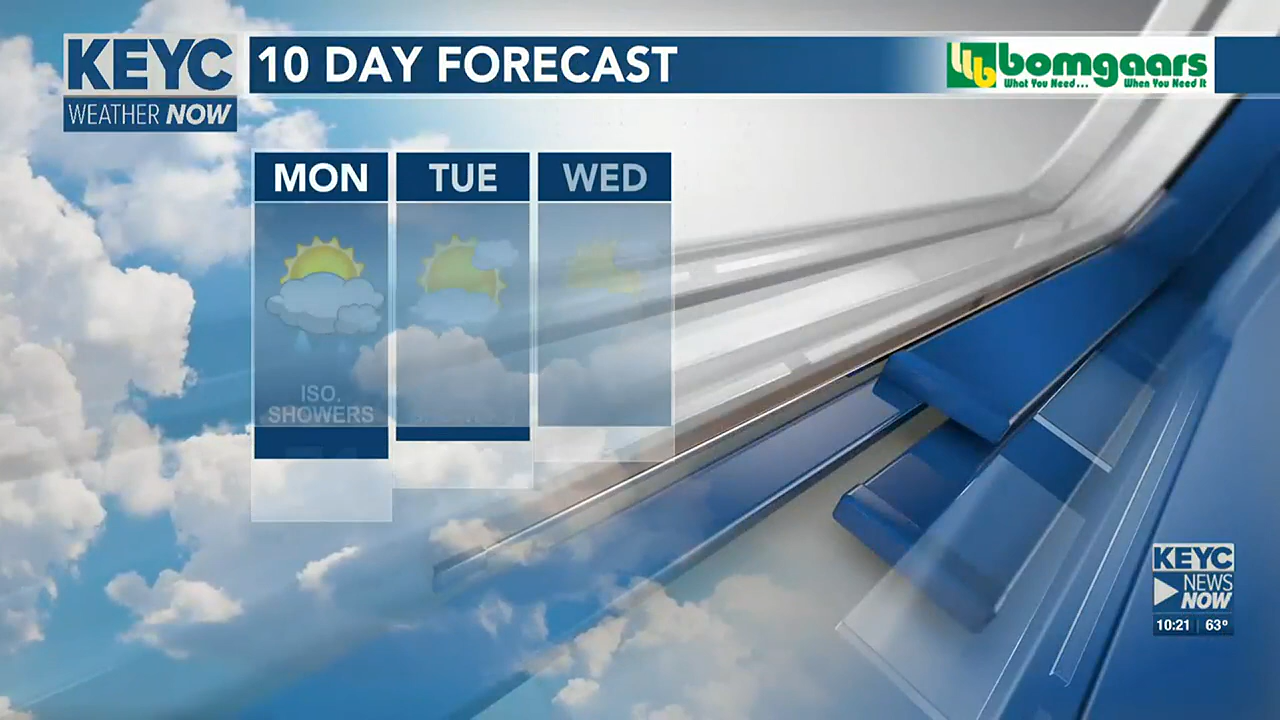 KEYC
WEATHER NOW
10 DAY FORECAST
bomgaars
What You Need... When You Need It
MON
TUE
WED
ISO.
SHOWERS
KEYC
NEWS
NOW
10:21 63°